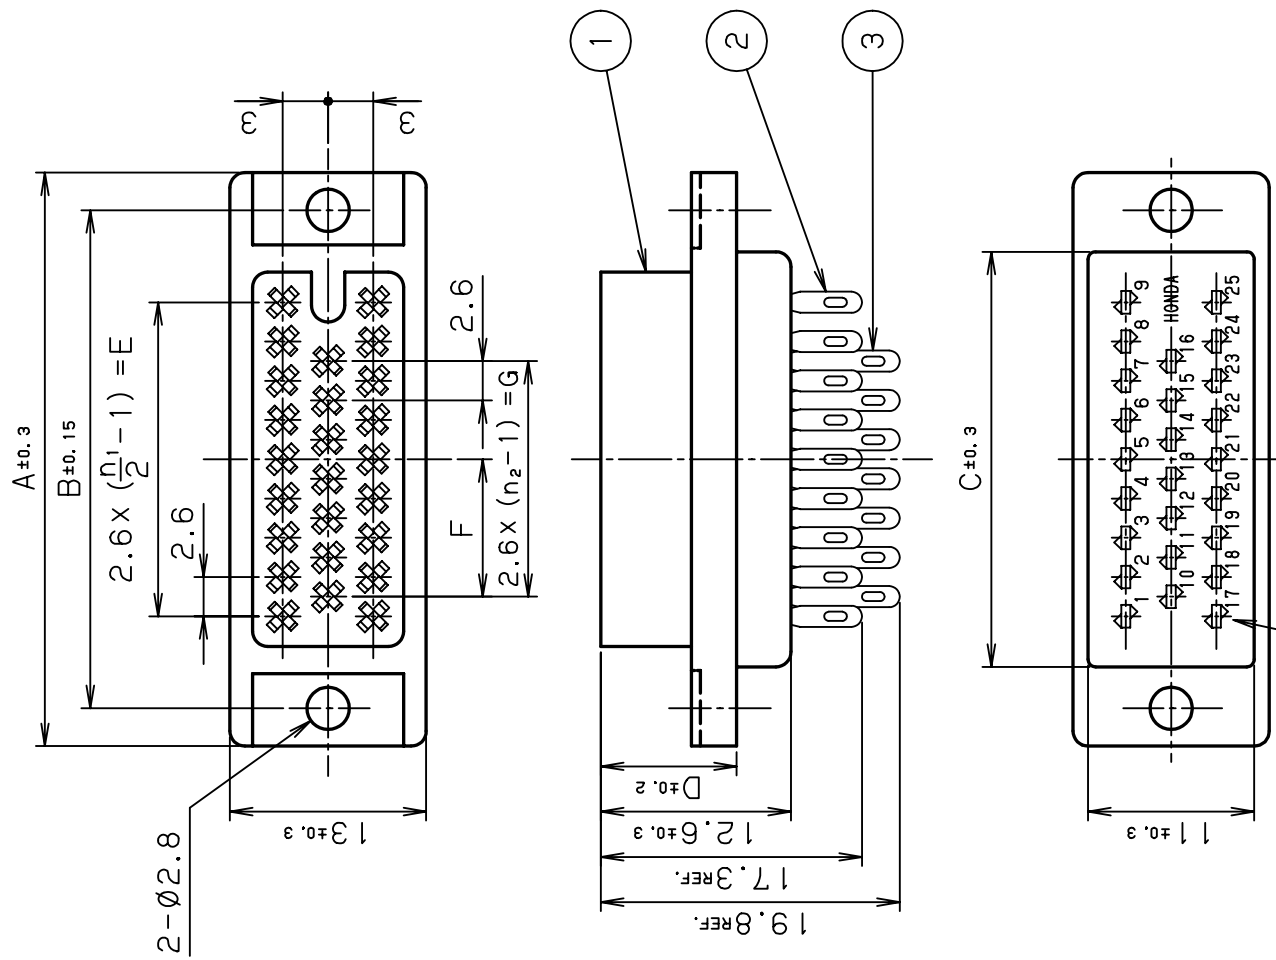 A±0.3
B±0.15
2.6×(n₁/2-1)=E
2.6
3
3
2.6
F
2.6×(n₂-1)=G
2-Ø2.8
13±0.3
1
2
3
D±0.2
12.6±0.3
17.3REF.
19.8REF.
C±0.3
1 2 3 4 5 6 7 8 9
10 11 12 13 14 15 16 HONDA
17 18 19 20 21 22 23 24 25
11±0.3